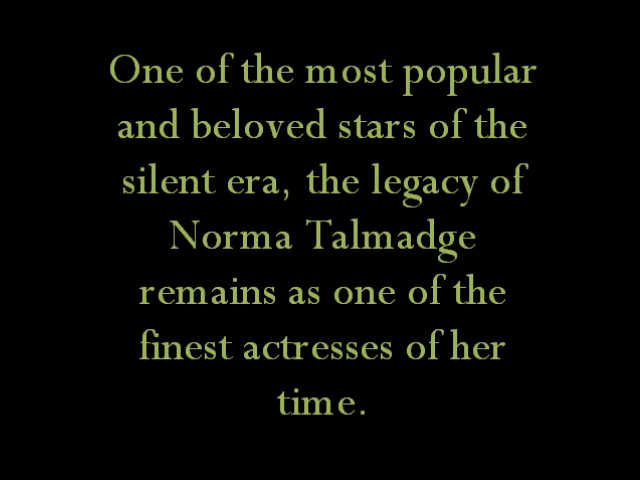 One of the most popular
and beloved stars of the
silent era, the legacy of
Norma Talmadge
remains as one of the
finest actresses of her
time.